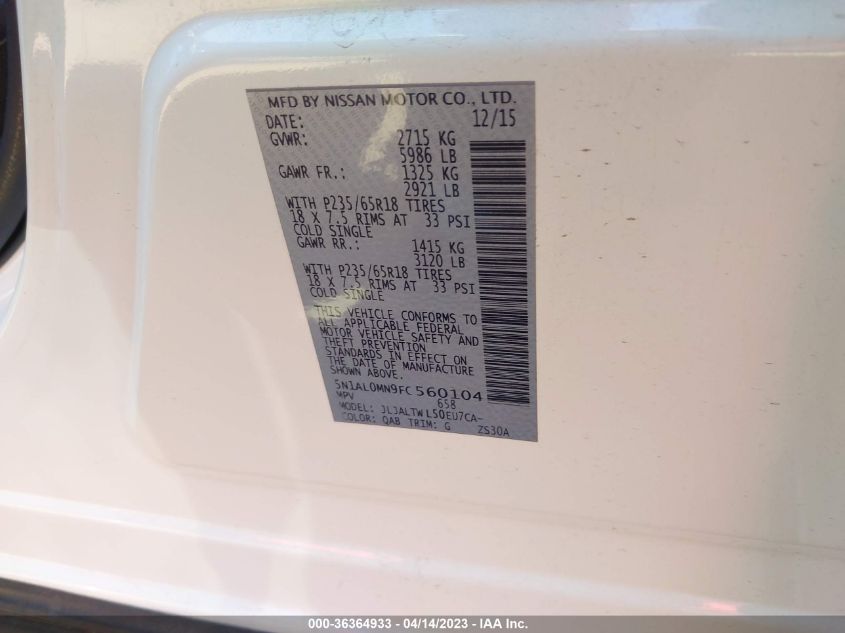 MFD BY NISSAN MOTOR CO., LTD.
DATE: 12/15
GVWR: 2715 KG
5986 LB
GAWR FR.: 1325 KG
2921 LB
WITH P235/65R18 TIRES
18 X 7.5 RIMS AT 33 PSI
COLD SINGLE
GAWR RR.: 1415 KG
3120 LB
WITH P235/65R18 TIRES
18 X 7.5 RIMS AT 33 PSI
COLD SINGLE
THIS VEHICLE CONFORMS TO
ALL APPLICABLE FEDERAL
MOTOR VEHICLE SAFETY AND
THEFT PREVENTION
STANDARDS IN EFFECT ON
THE DATE OF MANUFACTURE
SHOWN ABOVE.
5N1AL0MN9FC560104
MPV 658
MODEL: JLJALTWL50EU7CA-
COLOR: QAB TRIM: G ZS30A
000-36364933 - 04/14/2023 - IAA Inc.